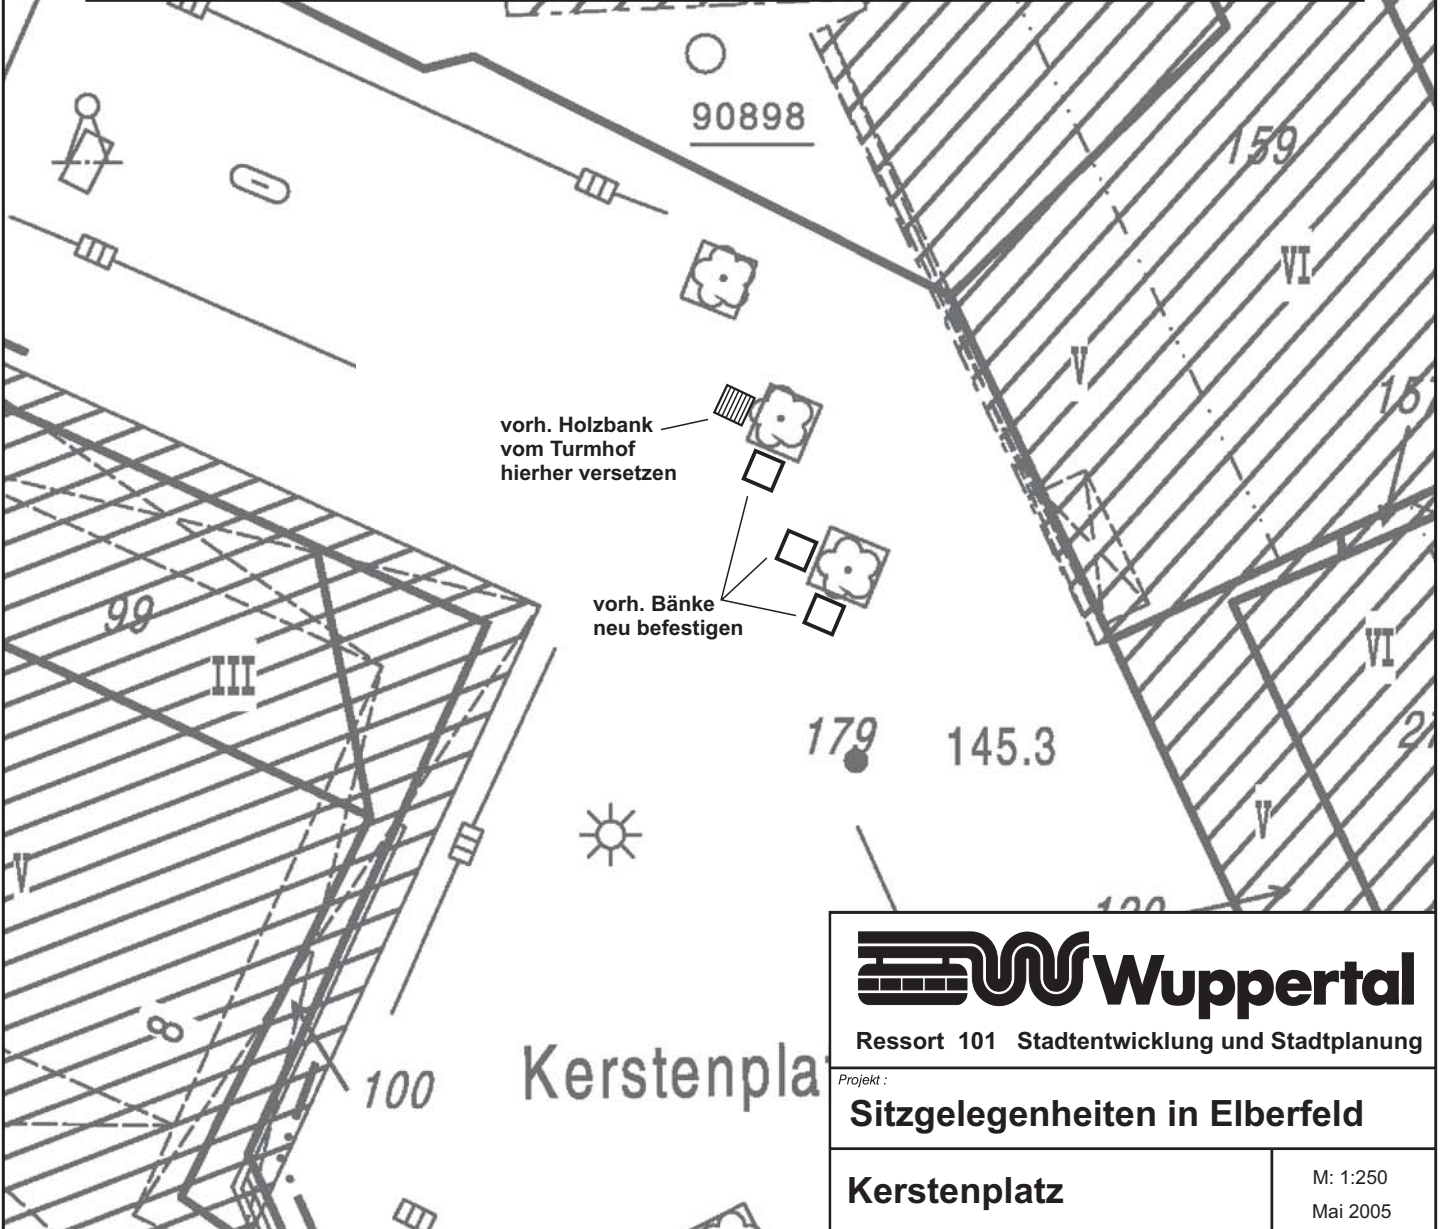 90898
159
VI
V
vorh. Holzbank
vom Turmhof
hierher versetzen
vorh. Bänke
neu befestigen
99
III
VI
179
145.3
V
V
8
100
Wuppertal
Ressort 101 Stadtentwicklung und Stadtplanung
Projekt :
Sitzgelegenheiten in Elberfeld
Kerstenplatz
M: 1:250
Mai 2005